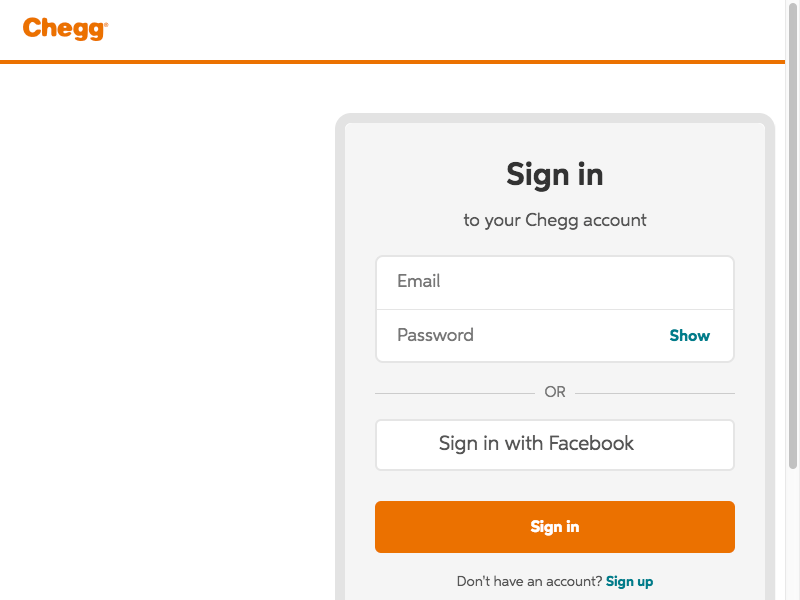 Chegg
Sign in
to your Chegg account
Email
Password Show
OR
Sign in with Facebook
Sign in
Don't have an account? Sign up